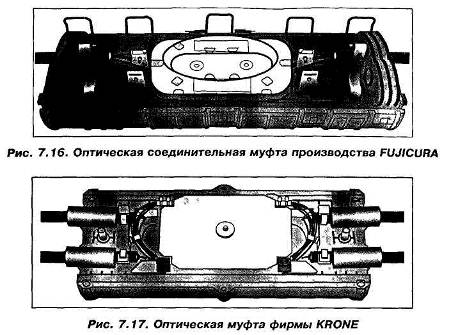 Рис. 7.16. Оптическая соединительная муфта производства FUJICURA
Рис. 7.17. Оптическая муфта фирмы KRONE